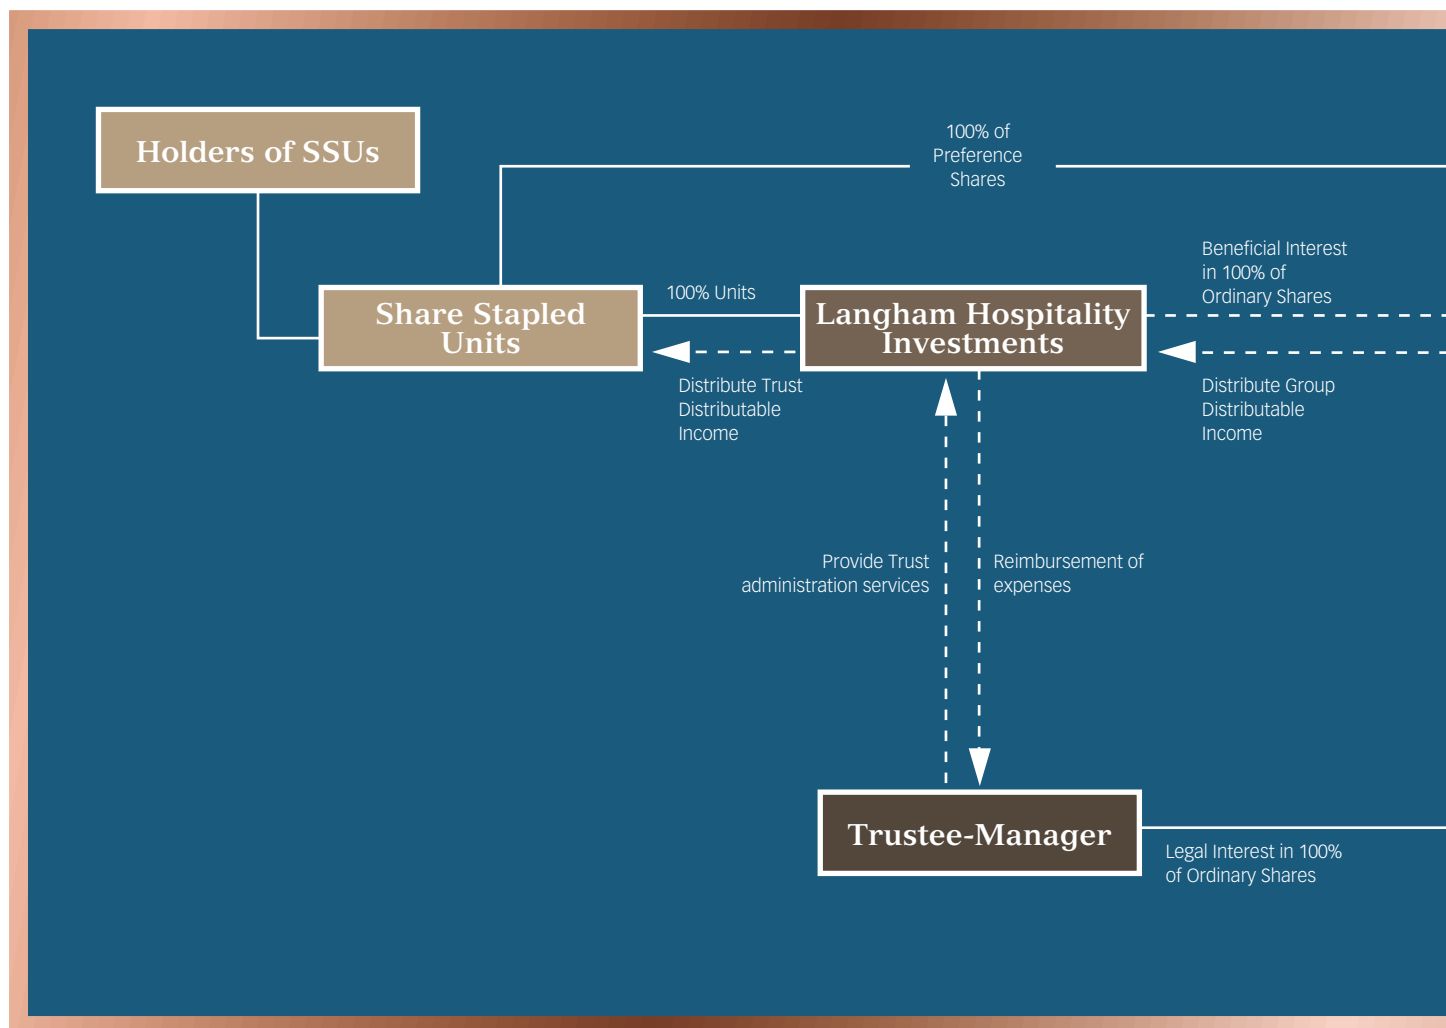 Holders of SSUs
100% of
Preference
Shares
Share Stapled
Units
100% Units
Distribute Trust
Distributable
Income
Langham Hospitality
Investments
Beneficial Interest
in 100% of
Ordinary Shares
Distribute Group
Distributable
Income
Provide Trust
administration services
Reimbursement of
expenses
Trustee-Manager
Legal Interest in 100%
of Ordinary Shares